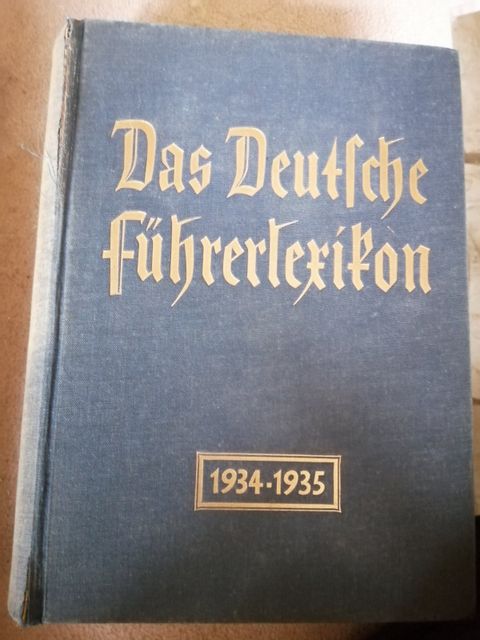 Das Deutſche
Führerlexikon
1934·1935